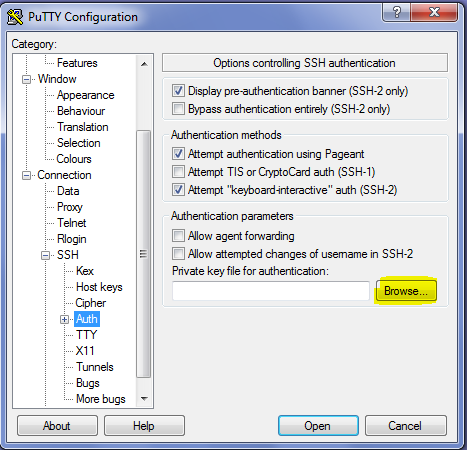 PuTTY Configuration
Category:
Features
Window
Appearance
Behaviour
Translation
Selection
Colours
Connection
Data
Proxy
Telnet
Rlogin
SSH
Kex
Host keys
Cipher
Auth
TTY
X11
Tunnels
Bugs
More bugs
Options controlling SSH authentication
Display pre-authentication banner (SSH-2 only)
Bypass authentication entirely (SSH-2 only)
Authentication methods
Attempt authentication using Pageant
Attempt TIS or CryptoCard auth (SSH-1)
Attempt "keyboard-interactive" auth (SSH-2)
Authentication parameters
Allow agent forwarding
Allow attempted changes of username in SSH-2
Private key file for authentication:
Browse...
About
Help
Open
Cancel